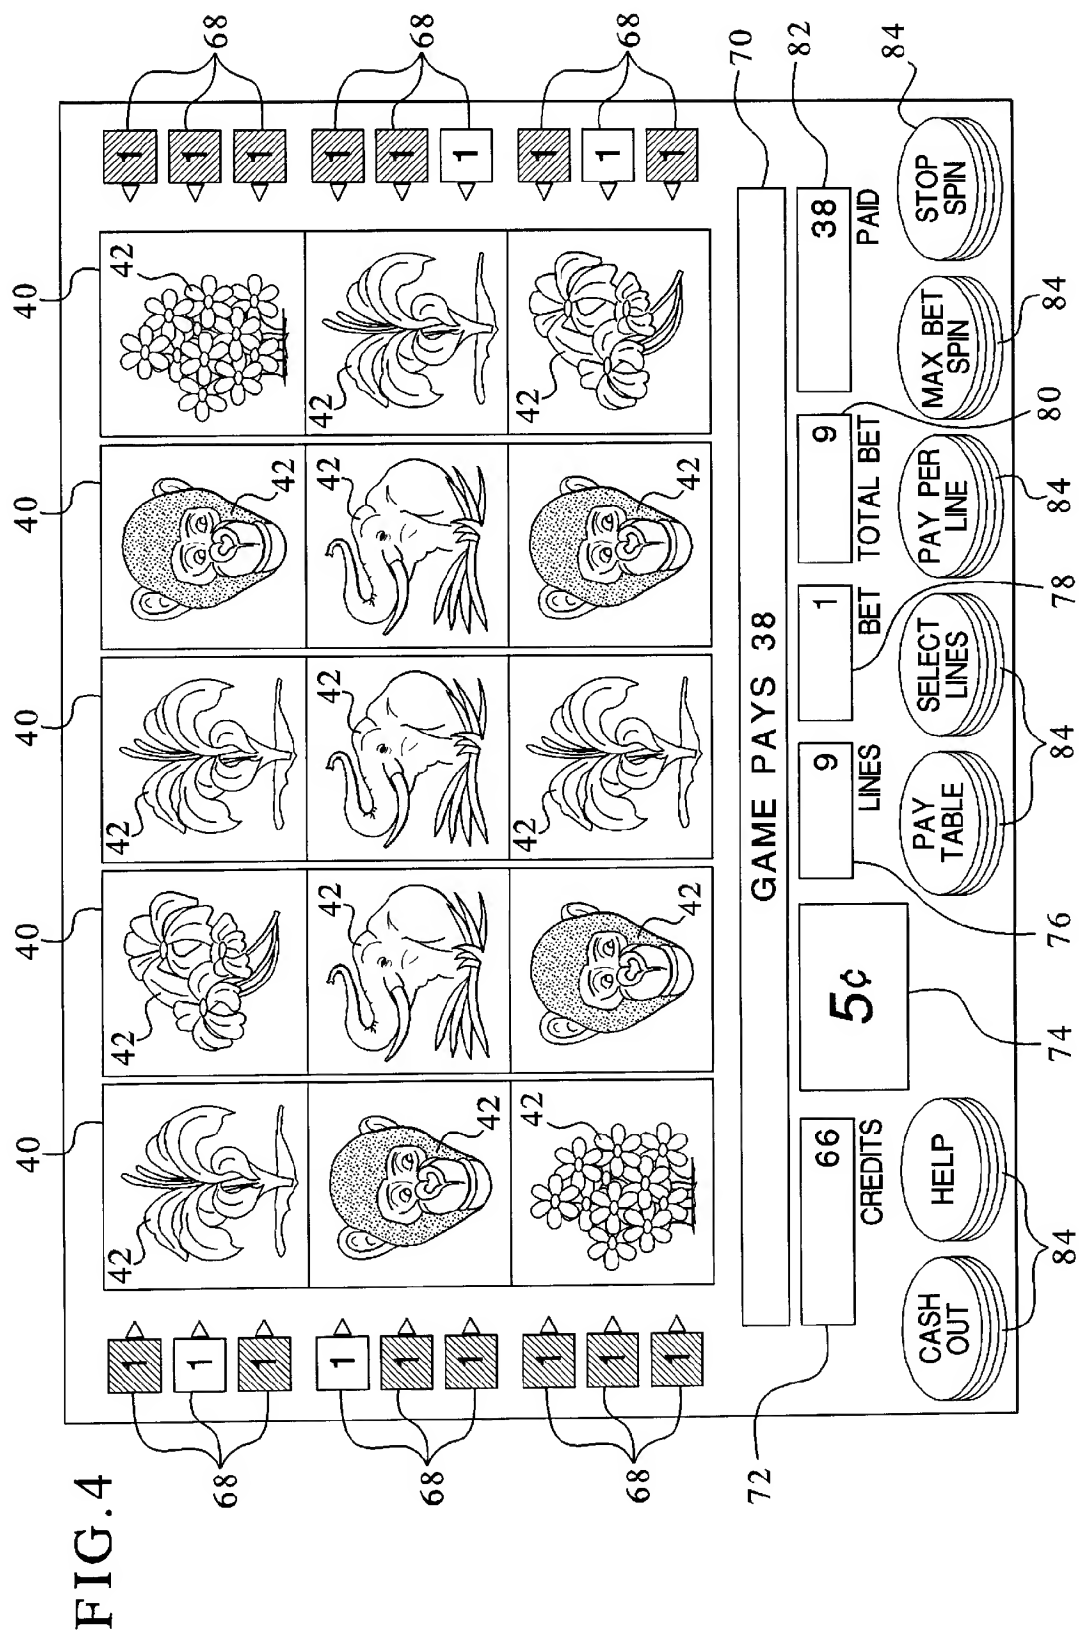 FIG.4
40 40 40 40 40
68 1 1 1 42 42 42 42 42 1 1 1 68
68 1 1 1 42 42 42 42 42 1 1 1 68
68 1 1 1 42 42 42 42 42 1 1 1 68
GAME PAYS 38 70
72 66 5¢ 9 1 9 38 82
CREDITS LINES BET TOTAL BET PAID
CASH OUT
HELP
PAY TABLE
SELECT LINES
PAY PER LINE
MAX BET SPIN
STOP SPIN
84
84 74 76 84 78 84 80 84